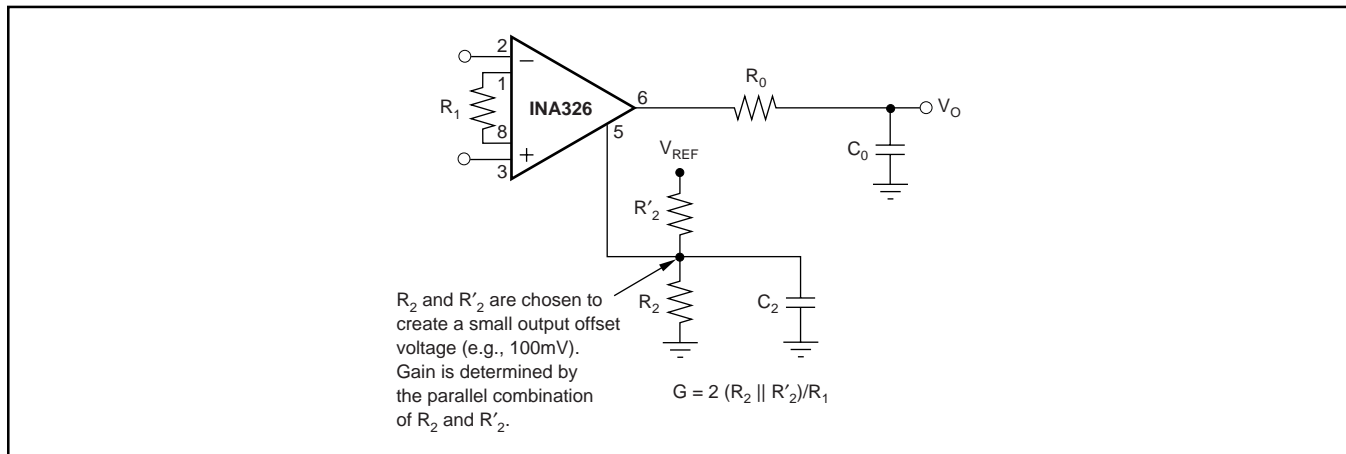 2
−
1
R1
INA326
8
+
3
6
5
R0
VO
C0
VREF
R′2
R2
C2
R2 and R′2 are chosen to
create a small output offset
voltage (e.g., 100mV).
Gain is determined by
the parallel combination
of R2 and R′2.
G = 2 (R2 || R′2)/R1